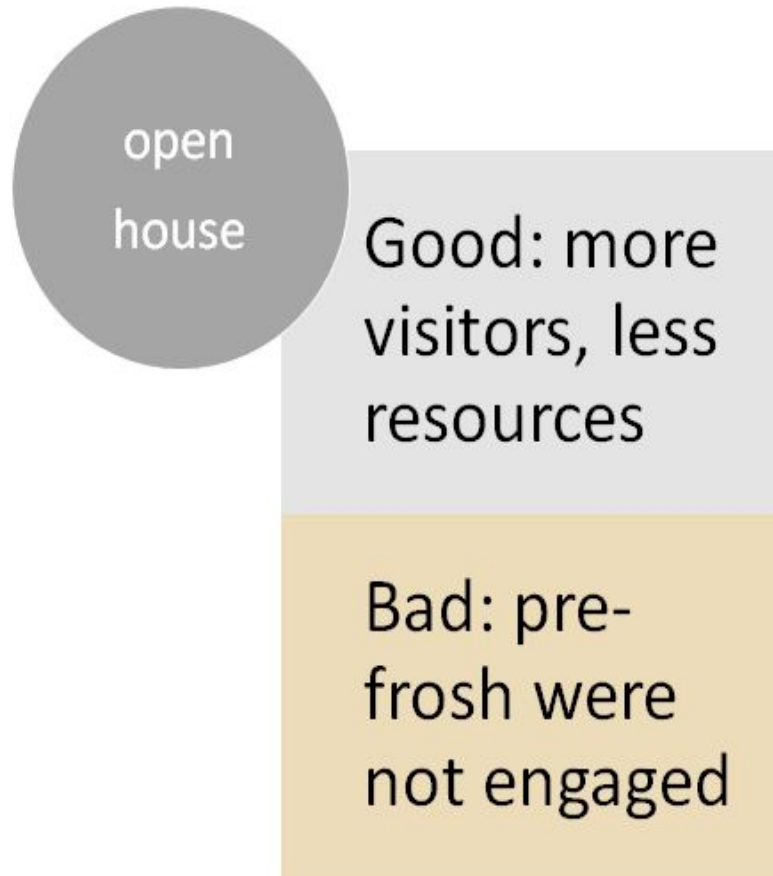 open
house
Good: more
visitors, less
resources
Bad: pre-
frosh were
not engaged